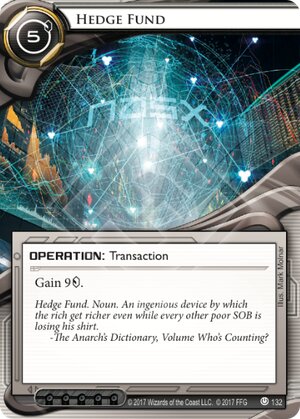 5
Hedge Fund
NASX
OPERATION: Transaction
Gain 9
Hedge Fund. Noun. An ingenious device by which
the rich get richer even while every other poor SOB is
losing his shirt.
-The Anarch's Dictionary, Volume Who's Counting?
Illus. Mark Molnar
© 2017 Wizards of the Coast LLC. © 2017 FFG
132